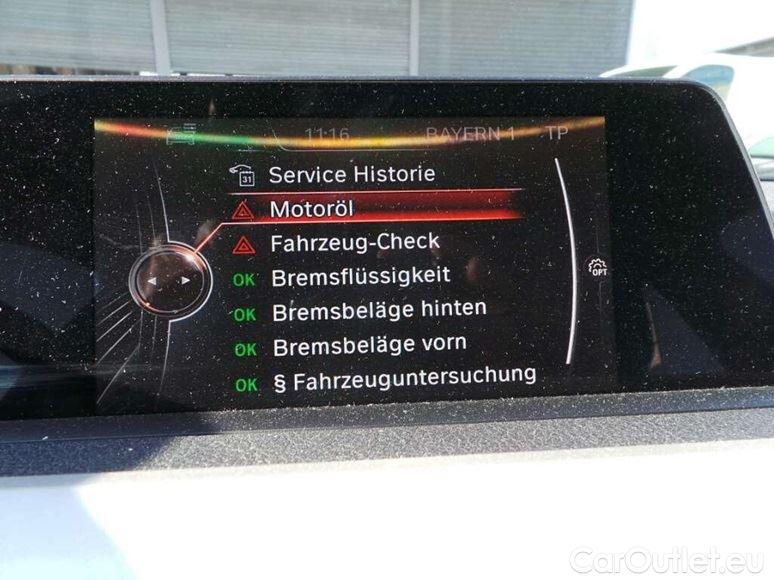 11:16 BAYERN 1 TP
31 Service Historie
Motoröl
Fahrzeug-Check
OPT
OK Bremsflüssigkeit
OK Bremsbeläge hinten
OK Bremsbeläge vorn
OK § Fahrzeuguntersuchung
CarOutlet.eu